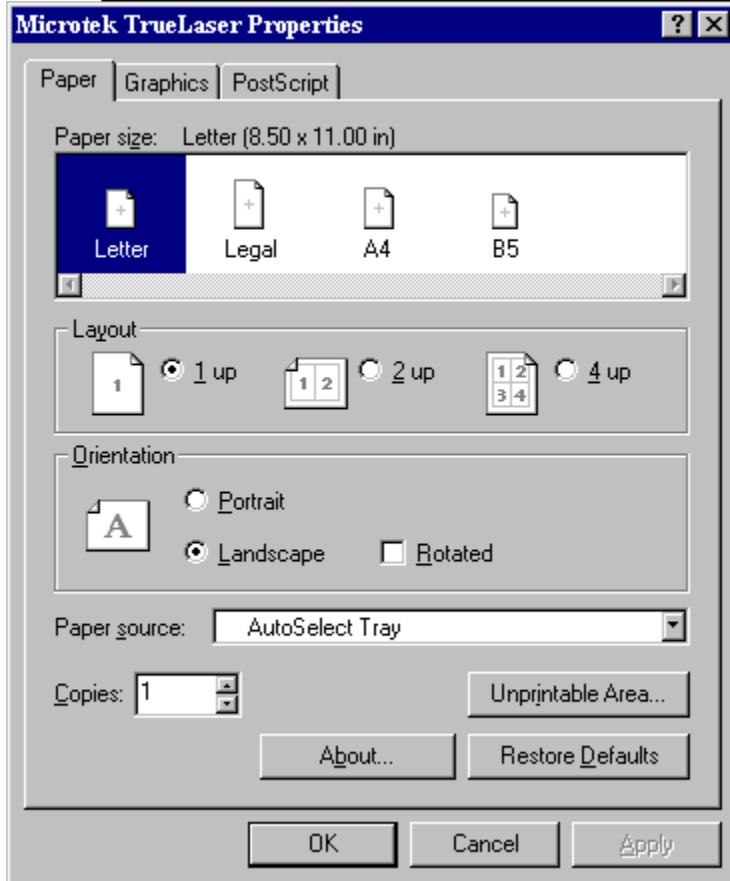 Microtek TrueLaser Properties
Paper Graphics PostScript
Paper size: Letter (8.50 x 11.00 in)
Letter Legal A4 B5
Layout
1 1 up 1 2 2 up 1 2 3 4 4 up
Orientation
Portrait
A
Landscape Rotated
Paper source: AutoSelect Tray
Copies: 1 Unprintable Area...
About... Restore Defaults
OK Cancel Apply